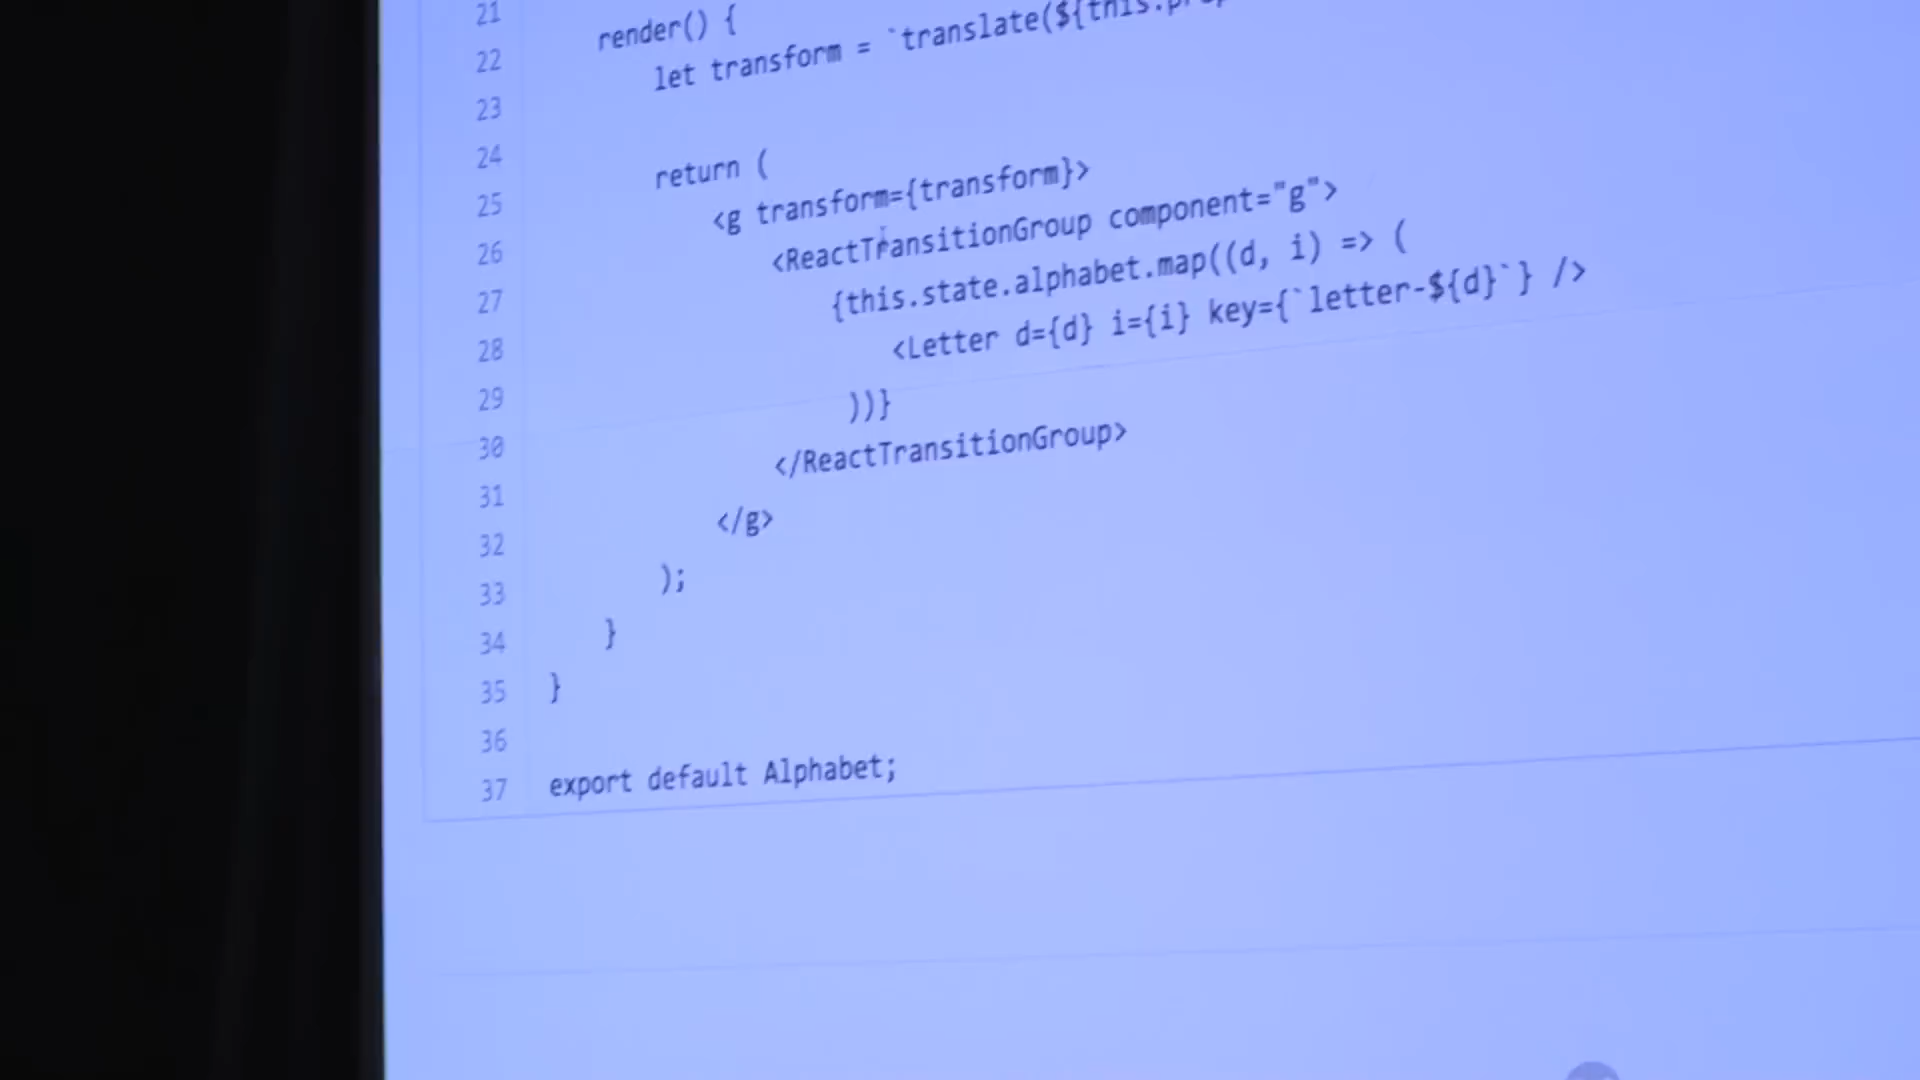 21 render() {
22 let transform = `translate(${this.
23
24 return (
25 <g transform={transform}>
26 <ReactTransitionGroup component="g">
27 {this.state.alphabet.map((d, i) => (
28 <Letter d={d} i={i} key={`letter-${d}`} />
29 ))}
30 </ReactTransitionGroup>
31 </g>
32 );
33 }
34 }
35
36 export default Alphabet;
37